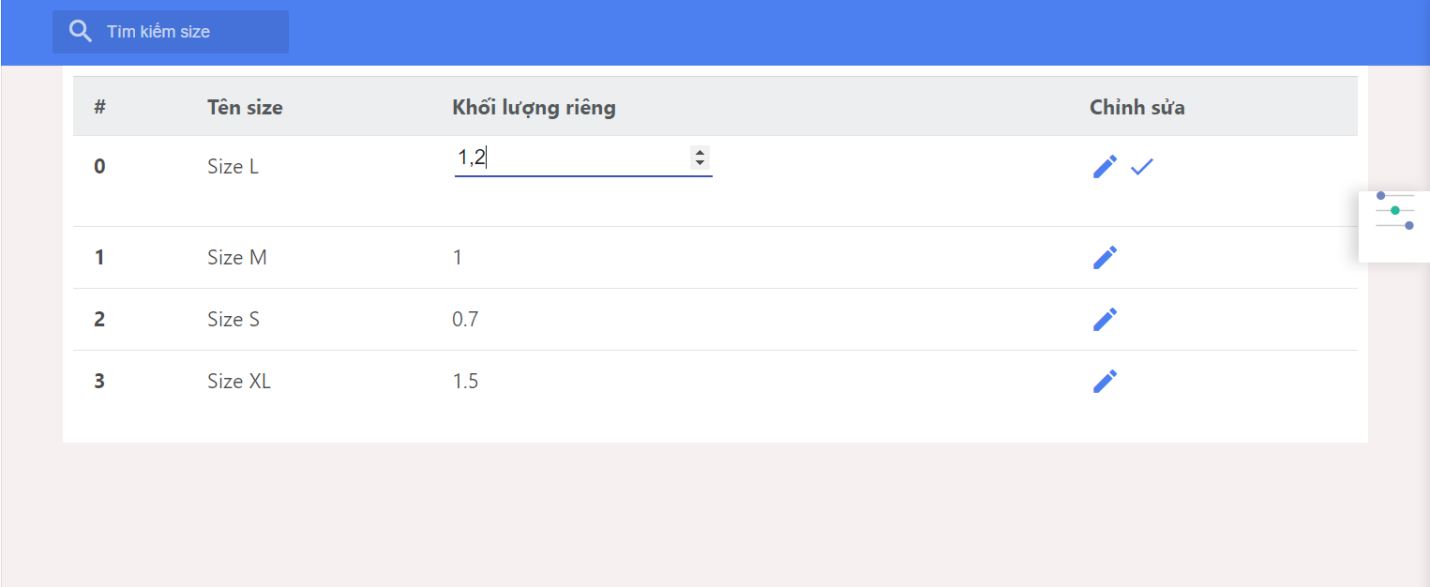 Tìm kiếm size
# Tên size Khối lượng riêng Chỉnh sửa
0 Size L 1,2
1 Size M 1
2 Size S 0.7
3 Size XL 1.5